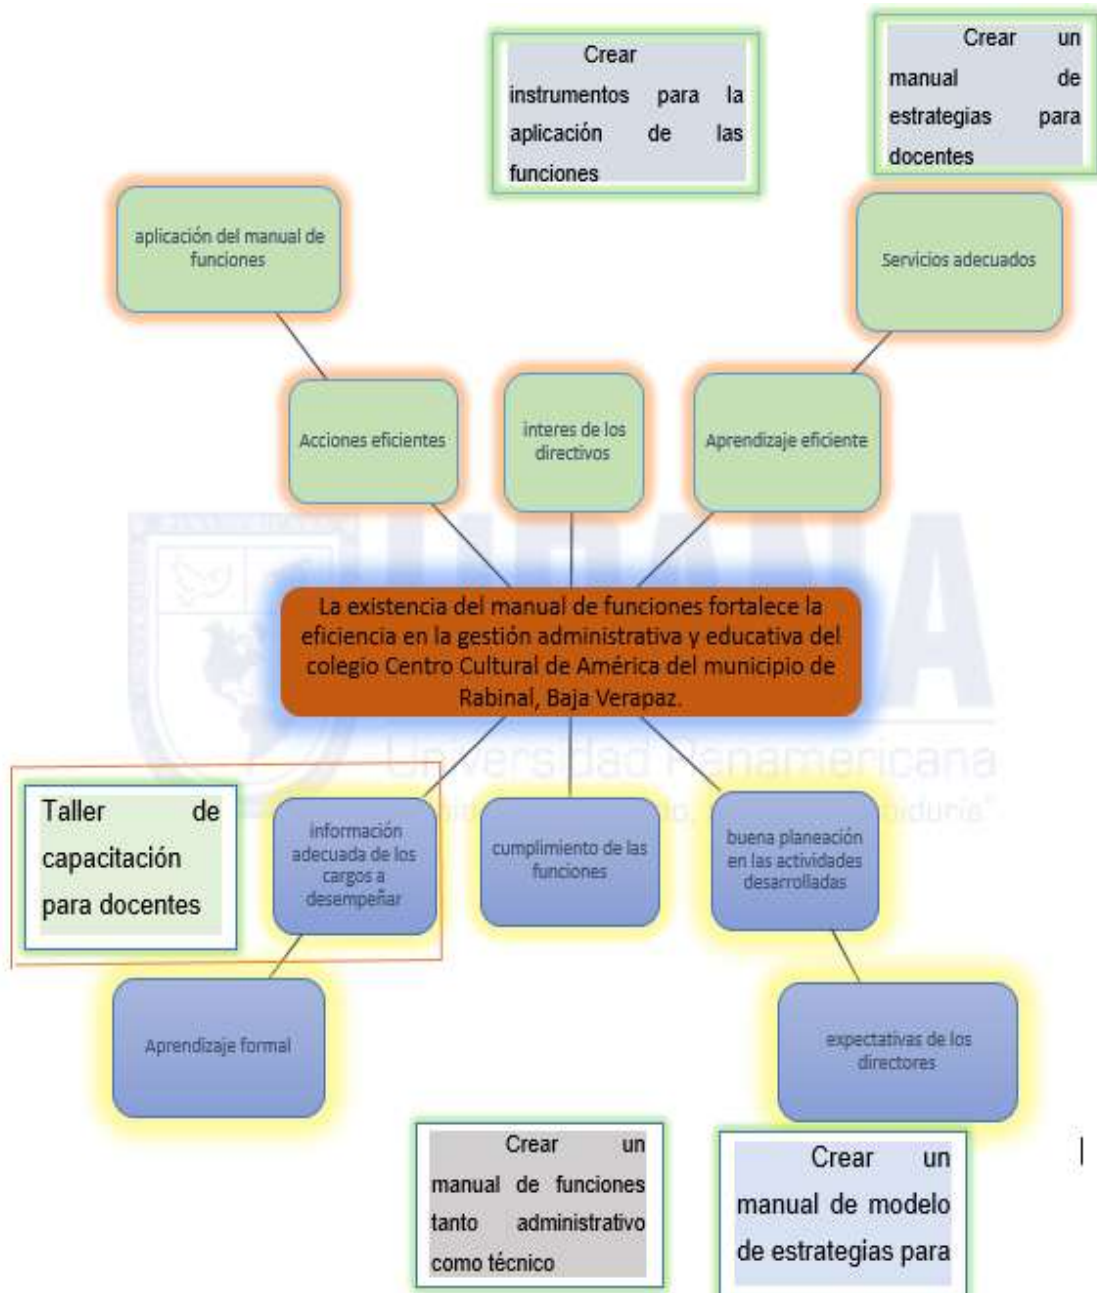 Crear
instrumentos para la
aplicación de las
funciones
Crear un
manual de
estrategias para
docentes
aplicación del manual de
funciones
Servicios adecuados
Acciones eficientes
interes de los
directivos
Aprendizaje eficiente
La existencia del manual de funciones fortalece la
eficiencia en la gestión administrativa y educativa del
colegio Centro Cultural de América del municipio de
Rabinal, Baja Verapaz.
Universidad Panamericana
Taller de
capacitación
para docentes
información
adecuada de los
cargos a
desempeñar
cumplimiento de las
funciones
buena planeación
en las actividades
desarrolladas
Aprendizaje formal
expectativas de los
directores
Crear un
manual de funciones
tanto administrativo
como técnico
Crear un
manual de modelo
de estrategias para